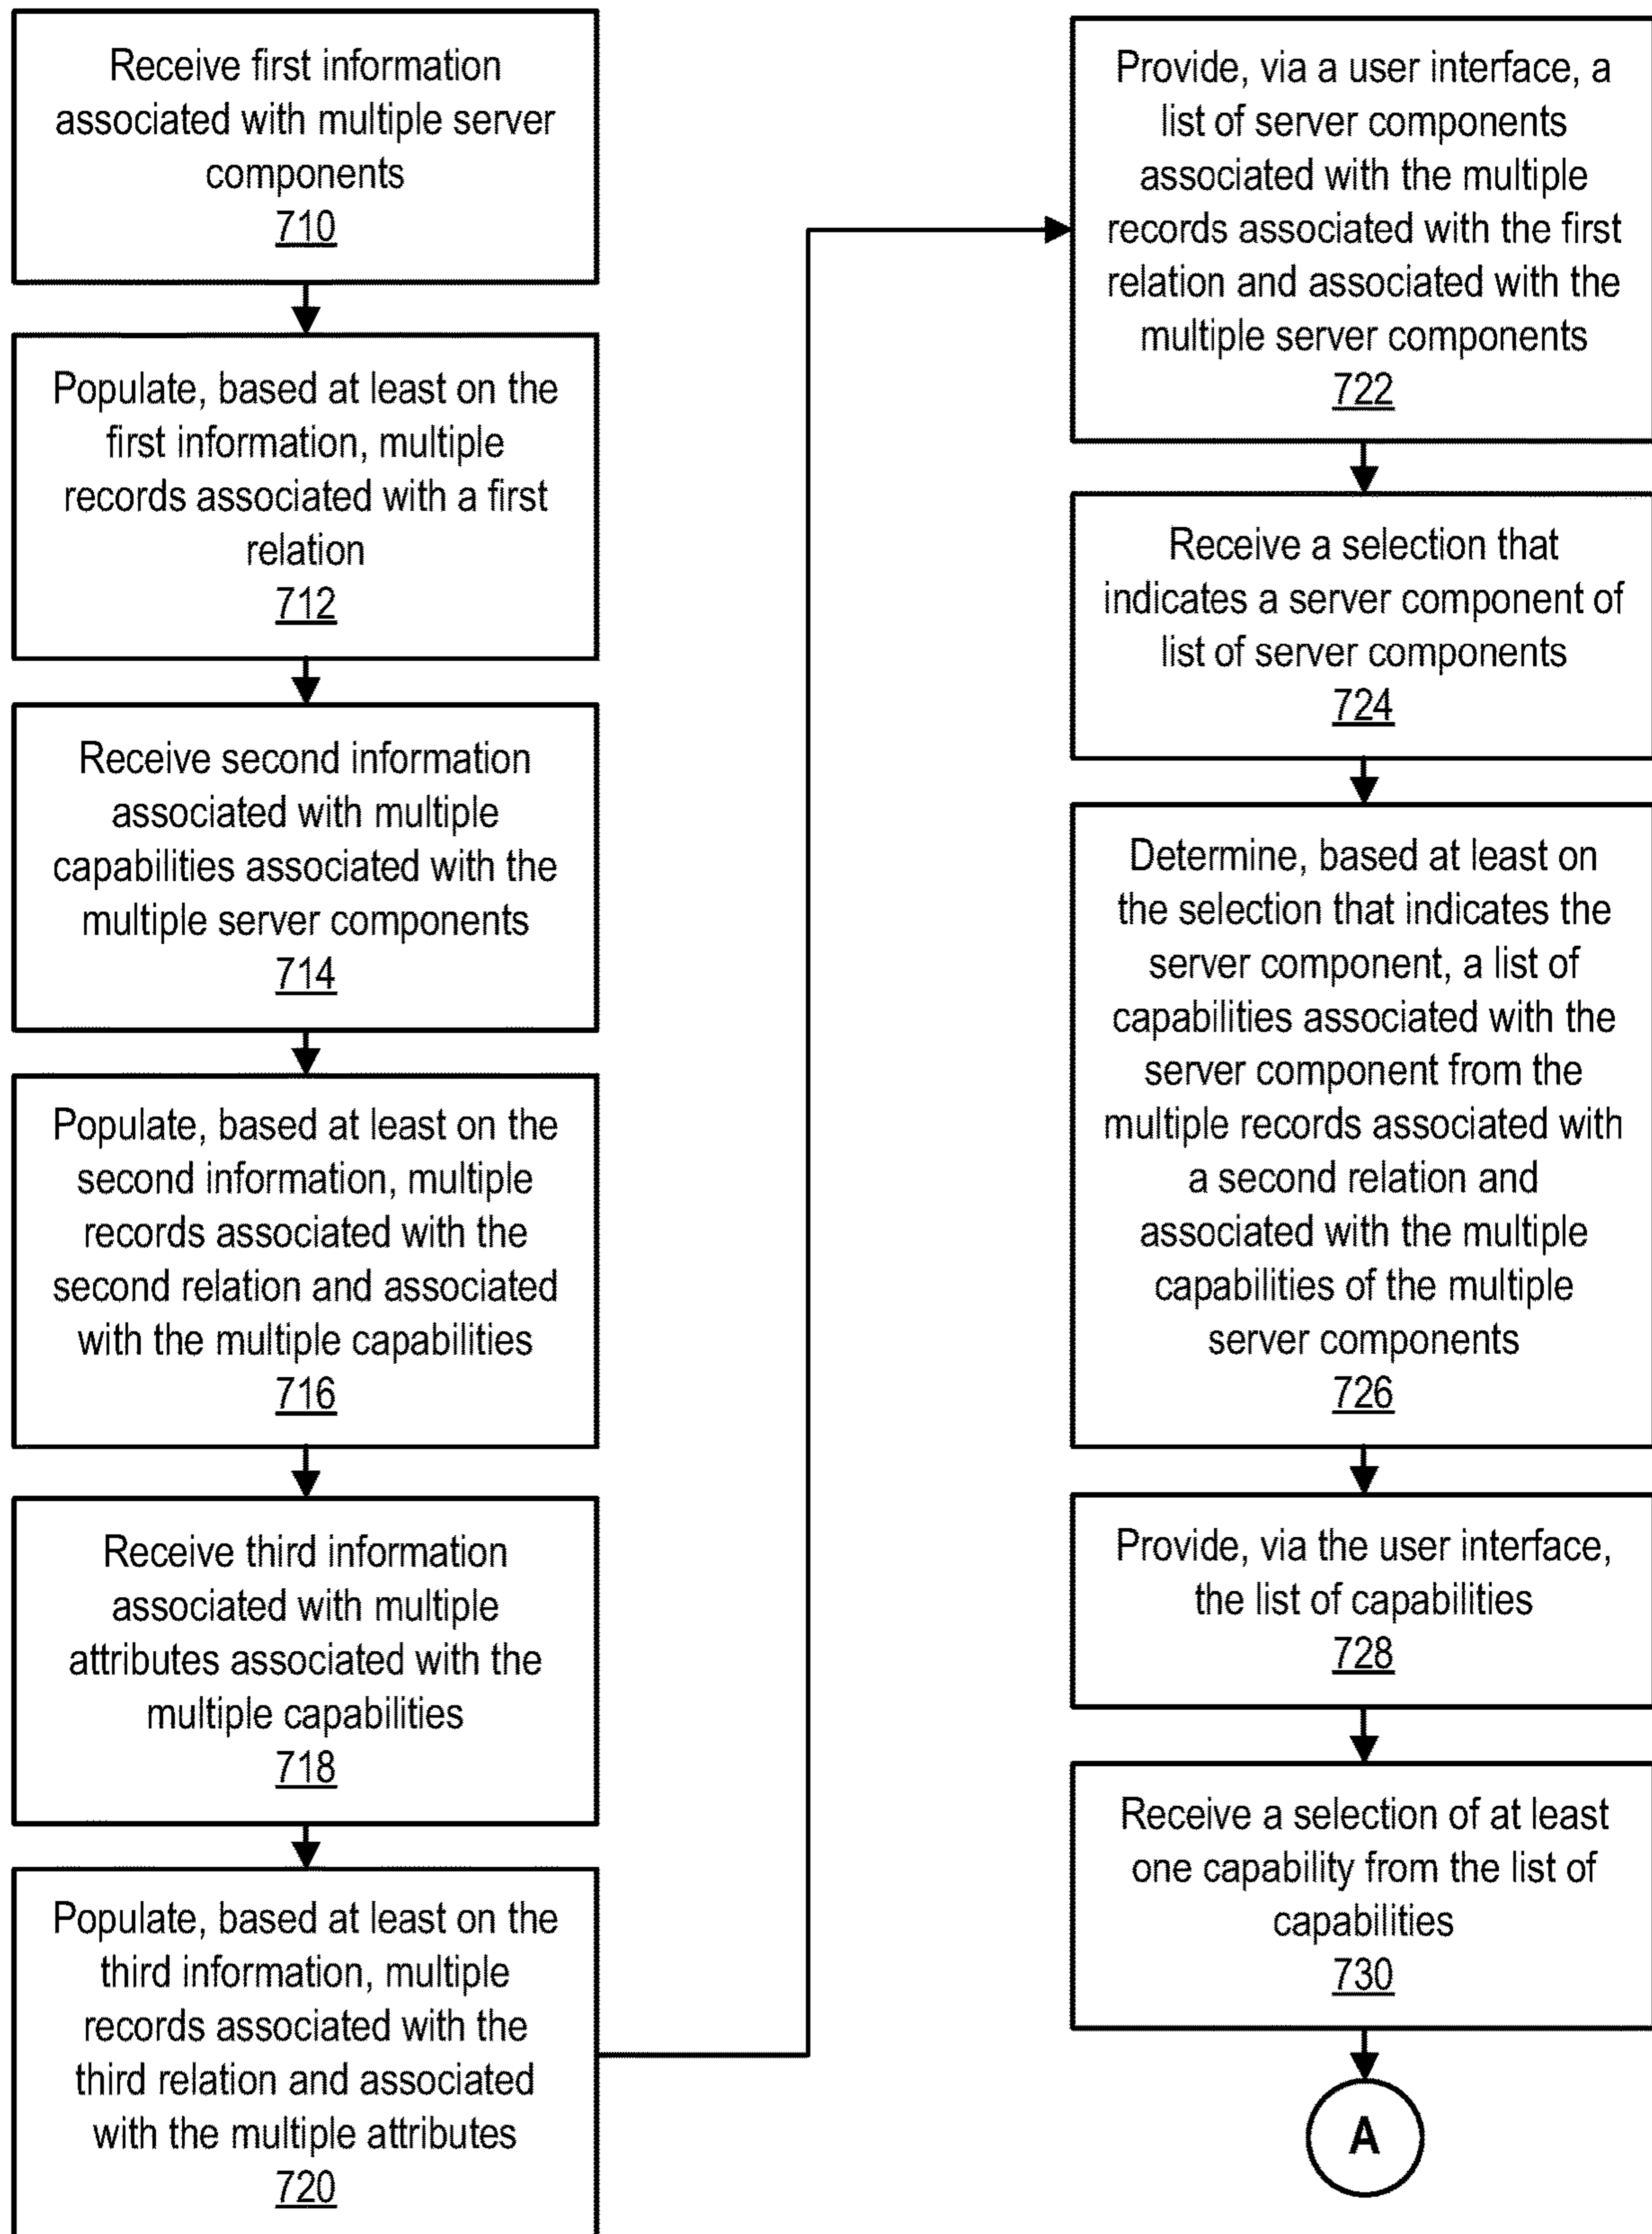 Receive first information
associated with multiple server
components
710
Populate, based at least on the
first information, multiple
records associated with a first
relation
712
Receive second information
associated with multiple
capabilities associated with the
multiple server components
714
Populate, based at least on the
second information, multiple
records associated with the
second relation and associated
with the multiple capabilities
716
Receive third information
associated with multiple
attributes associated with the
multiple capabilities
718
Populate, based at least on the
third information, multiple
records associated with the
third relation and associated
with the multiple attributes
720
Provide, via a user interface, a
list of server components
associated with the multiple
records associated with the first
relation and associated with the
multiple server components
722
Receive a selection that
indicates a server component of
list of server components
724
Determine, based at least on
the selection that indicates the
server component, a list of
capabilities associated with the
server component from the
multiple records associated with
a second relation and
associated with the multiple
capabilities of the multiple
server components
726
Provide, via the user interface,
the list of capabilities
728
Receive a selection of at least
one capability from the list of
capabilities
730
A